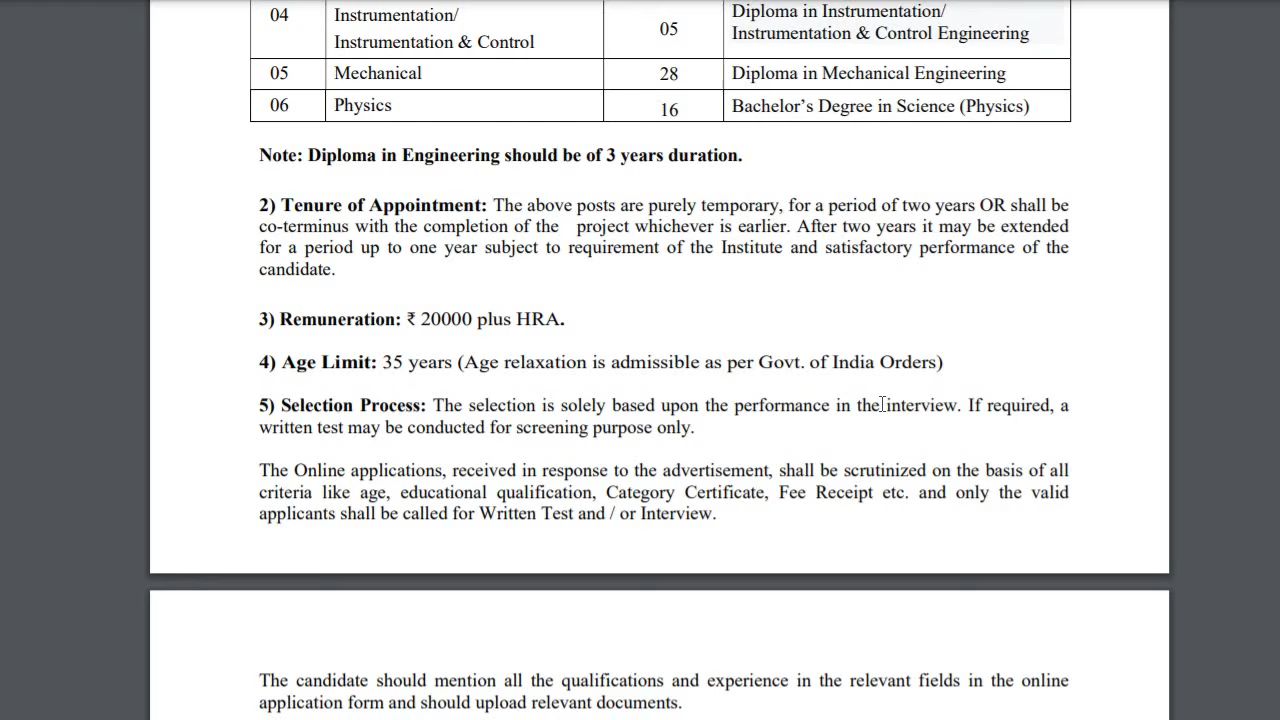 04 Instrumentation/ 05 Diploma in Instrumentation/
Instrumentation & Control Instrumentation & Control Engineering
05 Mechanical 28 Diploma in Mechanical Engineering
06 Physics 16 Bachelor’s Degree in Science (Physics)
Note: Diploma in Engineering should be of 3 years duration.
2) Tenure of Appointment: The above posts are purely temporary, for a period of two years OR shall be
co-terminus with the completion of the project whichever is earlier. After two years it may be extended
for a period up to one year subject to requirement of the Institute and satisfactory performance of the
candidate.
3) Remuneration: ₹ 20000 plus HRA.
4) Age Limit: 35 years (Age relaxation is admissible as per Govt. of India Orders)
5) Selection Process: The selection is solely based upon the performance in the interview. If required, a
written test may be conducted for screening purpose only.
The Online applications, received in response to the advertisement, shall be scrutinized on the basis of all
criteria like age, educational qualification, Category Certificate, Fee Receipt etc. and only the valid
applicants shall be called for Written Test and / or Interview.
The candidate should mention all the qualifications and experience in the relevant fields in the online
application form and should upload relevant documents.